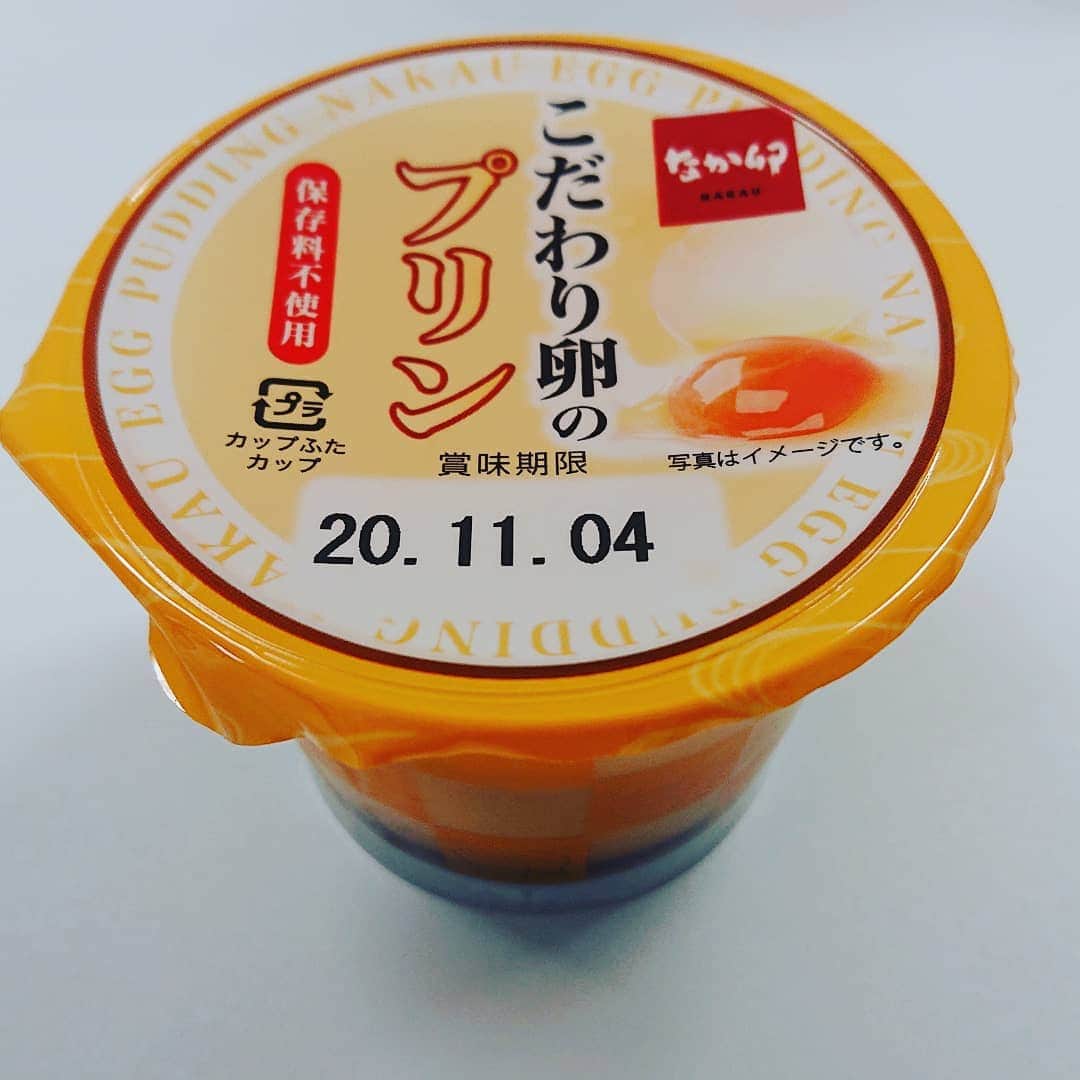 なか卯
NAKAU
こだわり卵の
プリン
保存料不使用
プラ
カップふた
カップ
賞味期限
写真はイメージです。
20. 11. 04
NAKAU EGG PUDDING NAKAU EGG PUDDING NAKAU EGG PUDDING